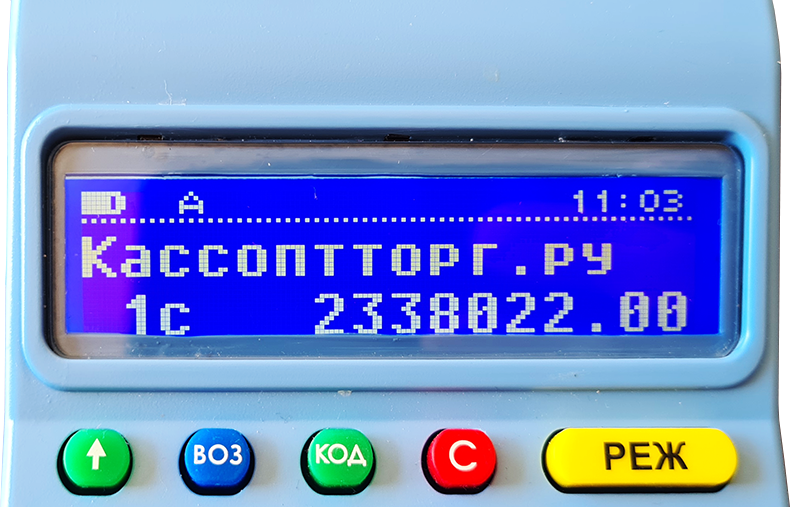 А 11:03
Кассоптторг.ру
1с 2338022.00
ВОЗ КОД С РЕЖ